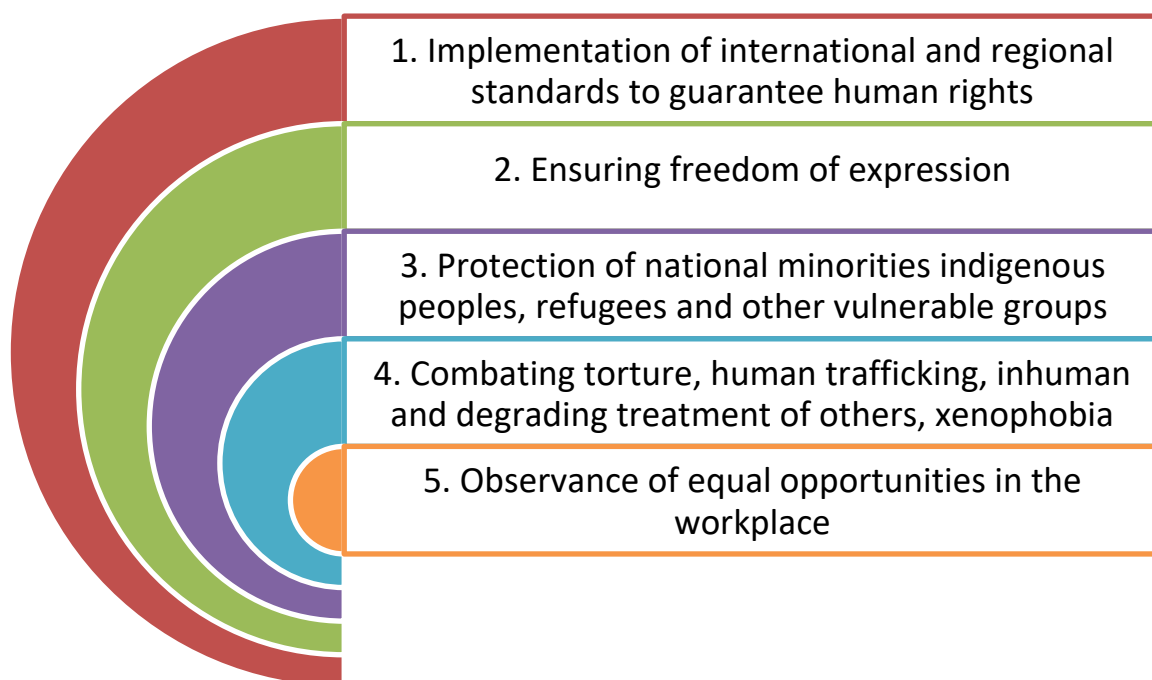 1. Implementation of international and regional
standards to guarantee human rights
2. Ensuring freedom of expression
3. Protection of national minorities indigenous
peoples, refugees and other vulnerable groups
4. Combating torture, human trafficking, inhuman
and degrading treatment of others, xenophobia
5. Observance of equal opportunities in the
workplace